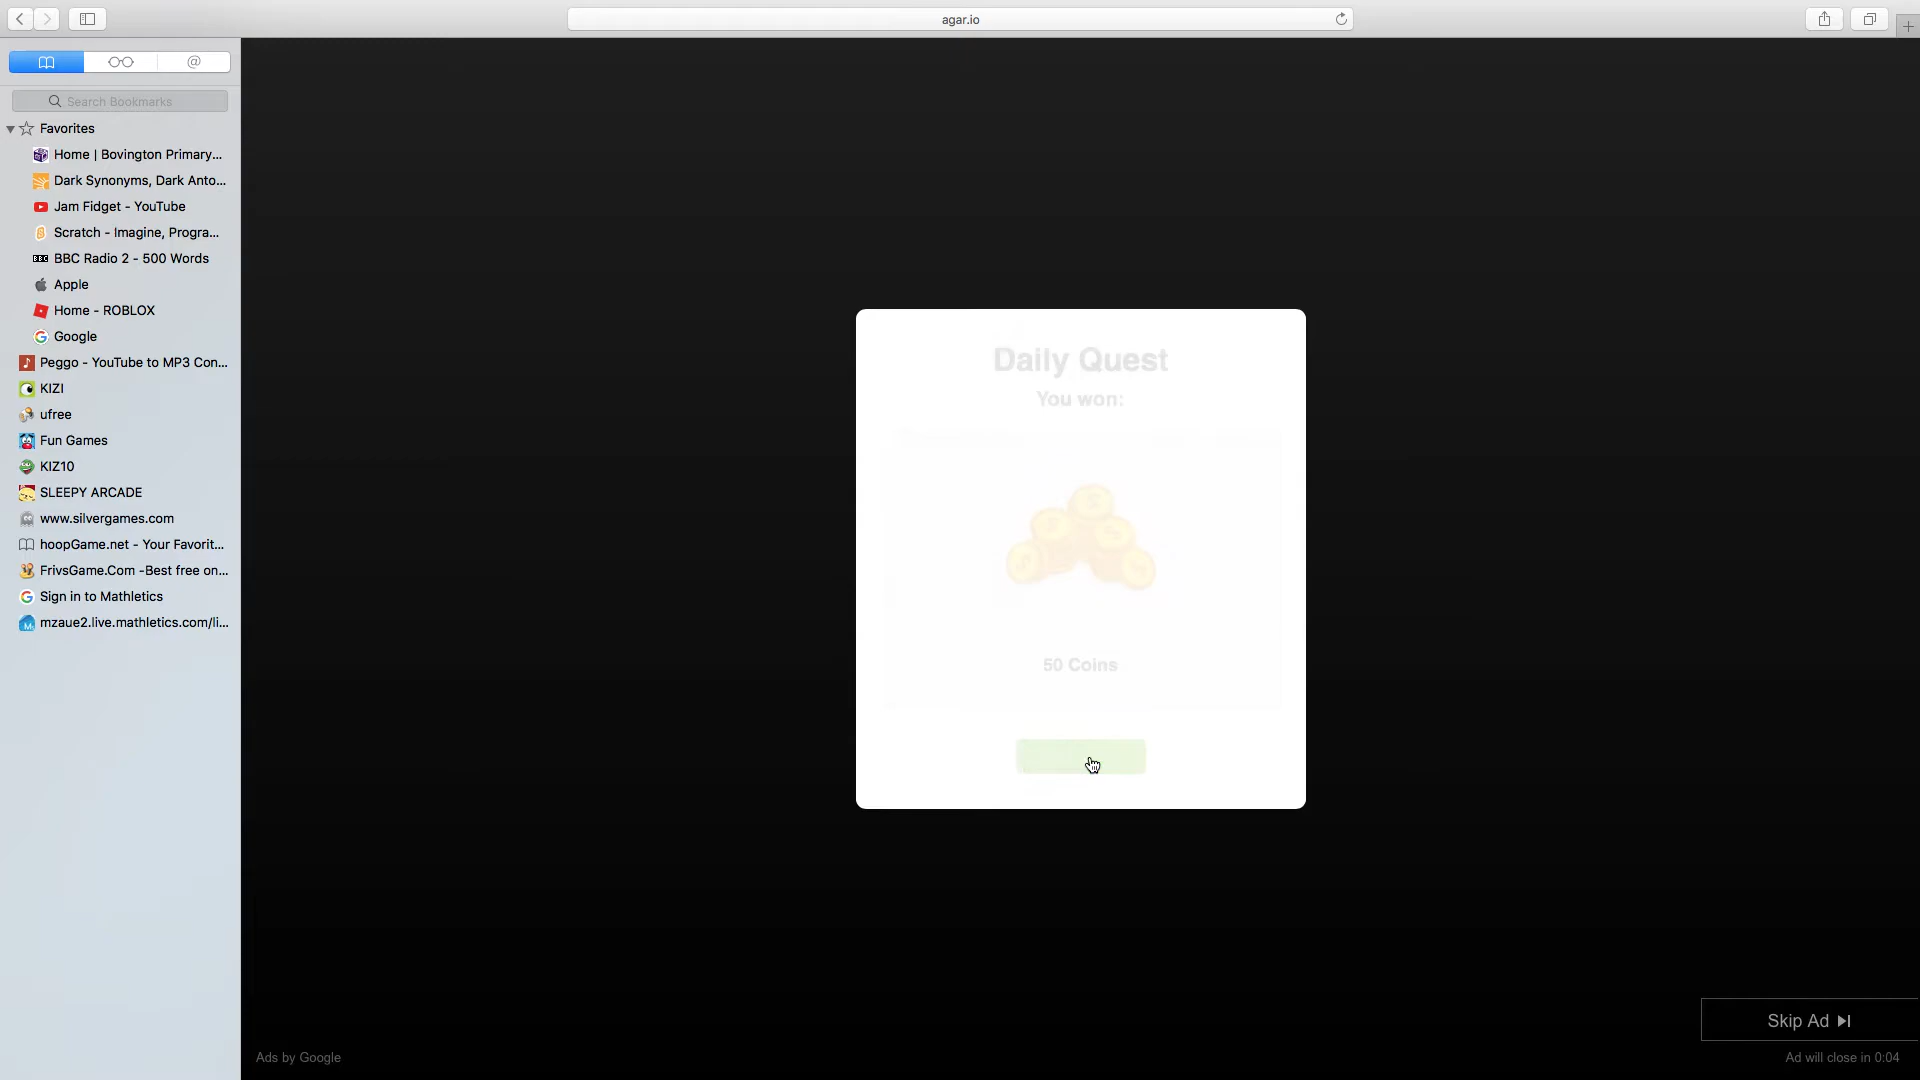 agar.io
@
Search Bookmarks
Favorites
Home | Bovington Primary...
Dark Synonyms, Dark Anto...
Jam Fidget - YouTube
Scratch - Imagine, Progra...
BBC BBC Radio 2 - 500 Words
Apple
Home - ROBLOX
Google
Peggo - YouTube to MP3 Con...
KIZI
ufree
Fun Games
KIZ10
SLEEPY ARCADE
www.silvergames.com
hoopGame.net - Your Favorit...
FrivsGame.Com -Best free on...
Sign in to Mathletics
mzaue2.live.mathletics.com/li...
Daily Quest
You won:
50 Coins
Skip Ad
Ads by Google
Ad will close in 0:04